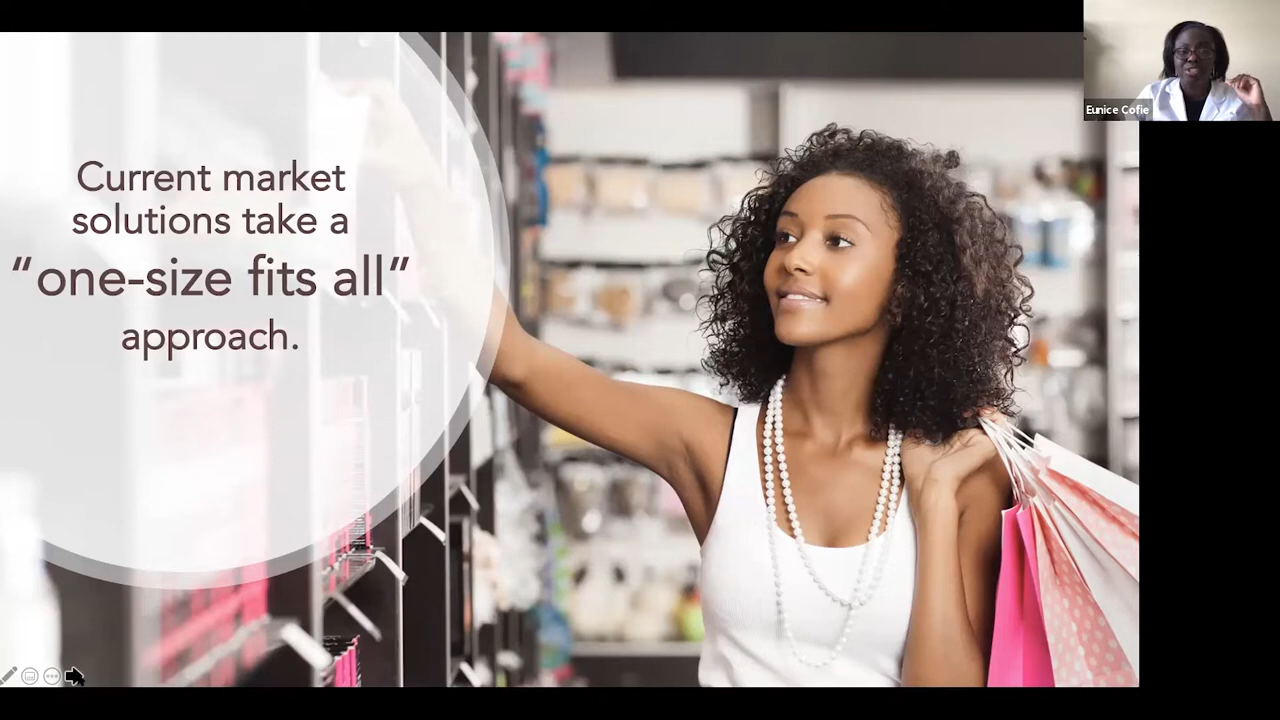 Current market
solutions take a
“one-size fits all”
approach.
Eunice Cofie